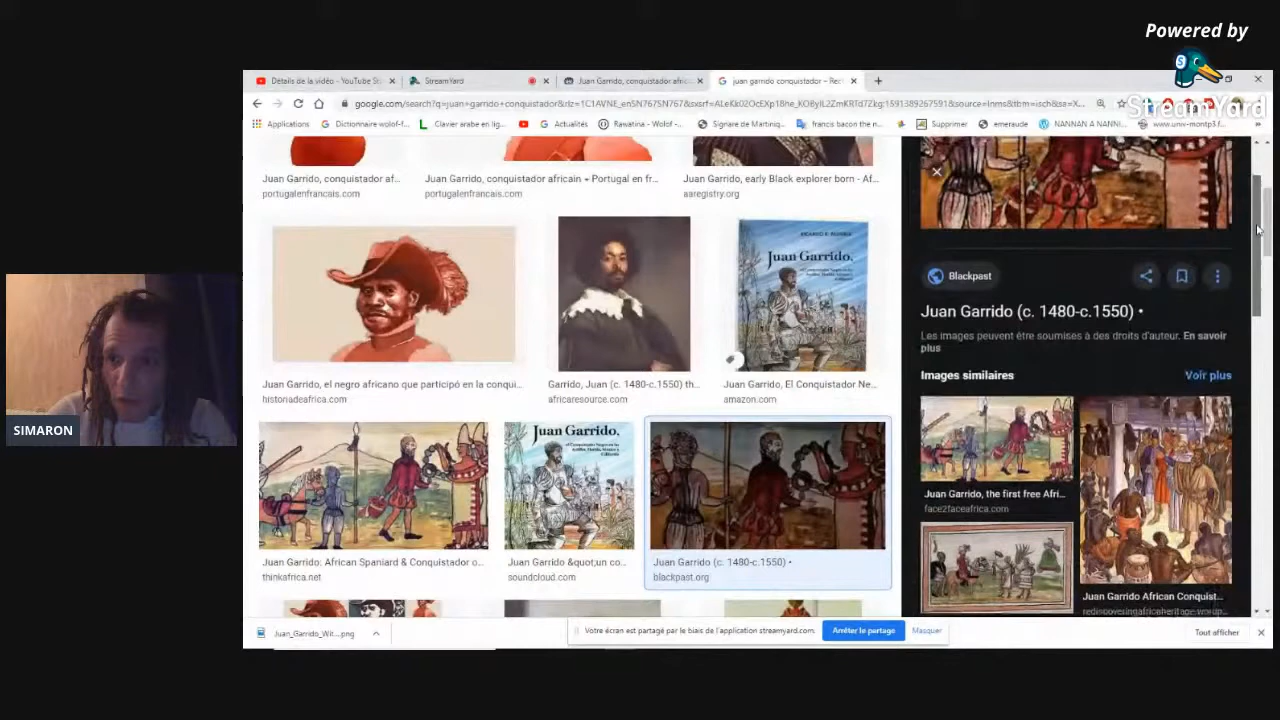 Powered by
StreamYard
Détails de la vidéo - YouTube St
StreamYard
Juan Garrido, conquistador afric
juan garrido conquistador - Re
Applications
Dictionnaire wolof-f
Clavier arabe en lig...
Actualités
Rawatina - Wolof -...
Signare de Martiniq...
francis bacon the n...
Supprimer
emeraude
NANNAN A NANNI...
www.univ-montp3.f...
Juan Garrido, conquistador af...
portugalenfrancais.com
Juan Garrido, conquistador africain – Portugal en fr...
portugalenfrancais.com
Juan Garrido, early Black explorer born - Af...
aaregistry.org
Juan Garrido, el negro africano que participó en la conqui...
historiadeafrica.com
Garrido, Juan (c. 1480-c.1550) th...
africaresource.com
Juan Garrido,
Juan Garrido, El Conquistador Ne...
amazon.com
Juan Garrido: African Spaniard & Conquistador o...
thinkafrica.net
Juan Garrido,
Juan Garrido &quot;un co...
soundcloud.com
Juan Garrido (c. 1480-c.1550) •
blackpast.org
Blackpast
Juan Garrido (c. 1480-c.1550) •
Les images peuvent être soumises à des droits d'auteur. En savoir
plus
Images similaires
Voir plus
Juan Garrido, the first free Afri...
face2faceafrica.com
Juan Garrido African Conquist...
SIMARON
Juan_Garrido_Wit....png
Votre écran est partagé par le biais de l'application streamyard.com.
Arrêter le partage
Masquer
Tout afficher